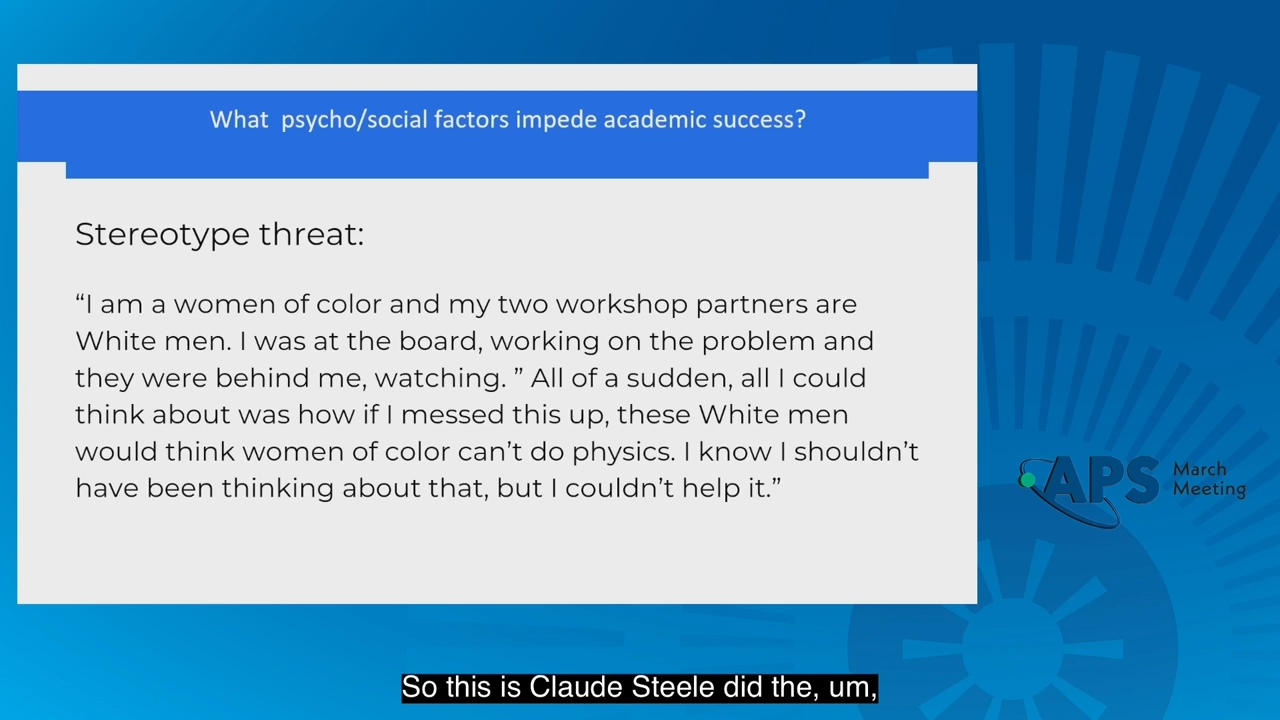 What psycho/social factors impede academic success?
Stereotype threat:
“I am a women of color and my two workshop partners are
White men. I was at the board, working on the problem and
they were behind me, watching. ” All of a sudden, all I could
think about was how if I messed this up, these White men
would think women of color can’t do physics. I know I shouldn’t
have been thinking about that, but I couldn’t help it.”
APS March
Meeting
So this is Claude Steele did the, um,